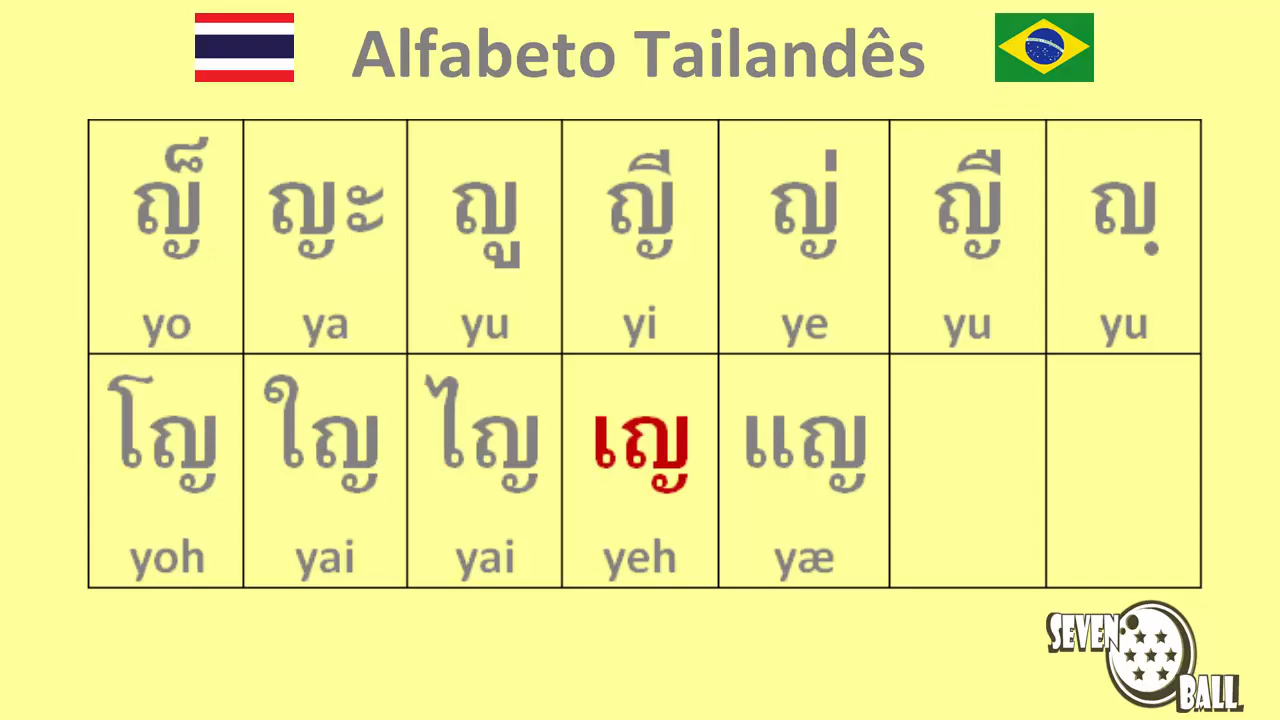 Alfabeto Tailandês
ญ็ ญะ ญู ญี ญ่ ญื ญฺ
yo ya yu yi ye yu yu
โญ ใญ ไญ เญ แญ
yoh yai yai yeh yæ
SEVEN
BALL